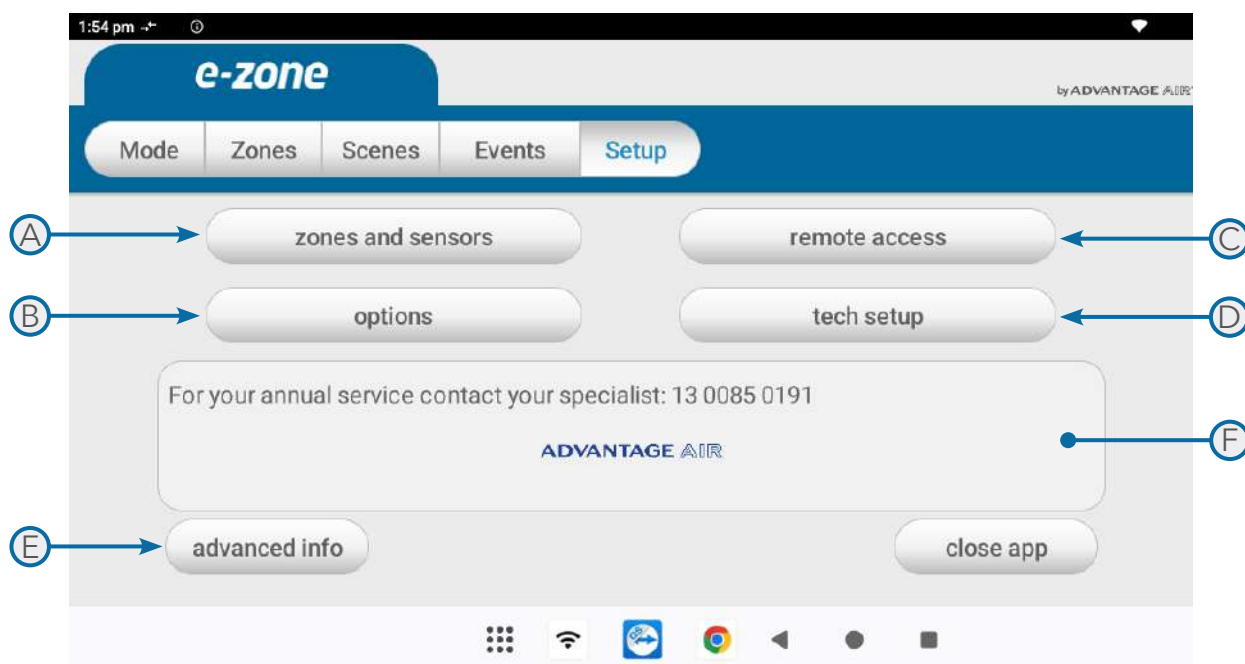 1:54 pm
e-zone
by ADVANTAGE AIR
Mode Zones Scenes Events Setup
A zones and sensors remote access C
B options tech setup D
For your annual service contact your specialist: 13 0085 0191
ADVANTAGE AIR F
E advanced info close app